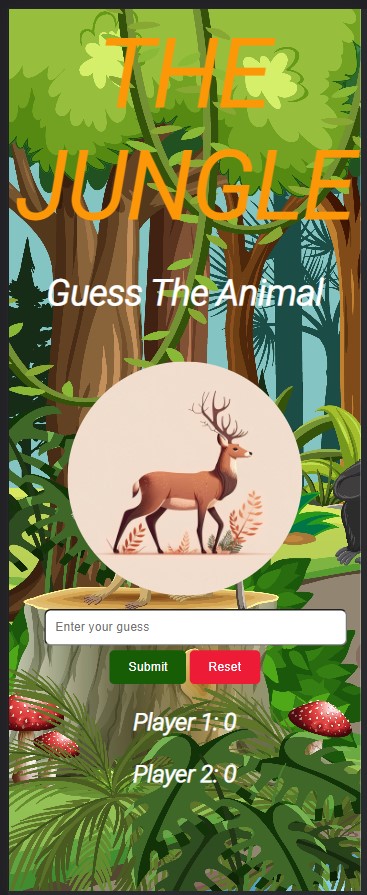 THE
JUNGLE
Guess The Animal
Enter your guess
Submit Reset
Player 1: 0
Player 2: 0